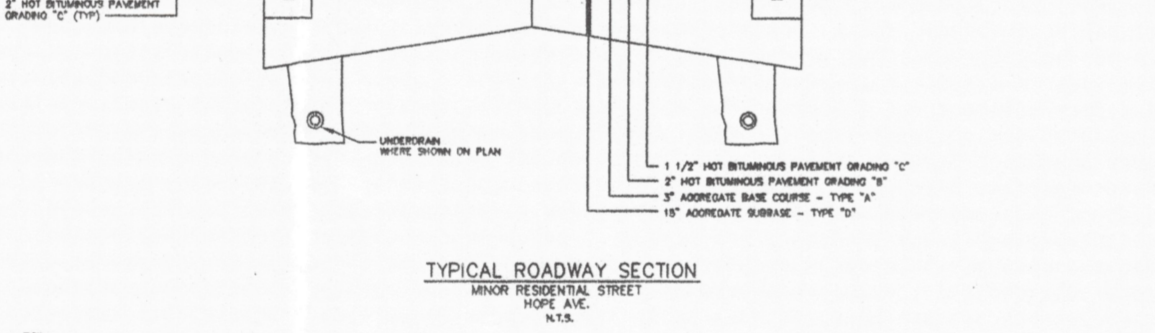 2" HOT BITUMINOUS PAVEMENT
GRADING "C" (TYP)
UNDERDRAIN
WHERE SHOWN ON PLAN
1 1/2" HOT BITUMINOUS PAVEMENT GRADING "C"
2" HOT BITUMINOUS PAVEMENT GRADING "B"
3" AGGREGATE BASE COURSE - TYPE "A"
15" AGGREGATE SUBBASE - TYPE "D"
TYPICAL ROADWAY SECTION
MINOR RESIDENTIAL STREET
HOPE AVE.
N.T.S.